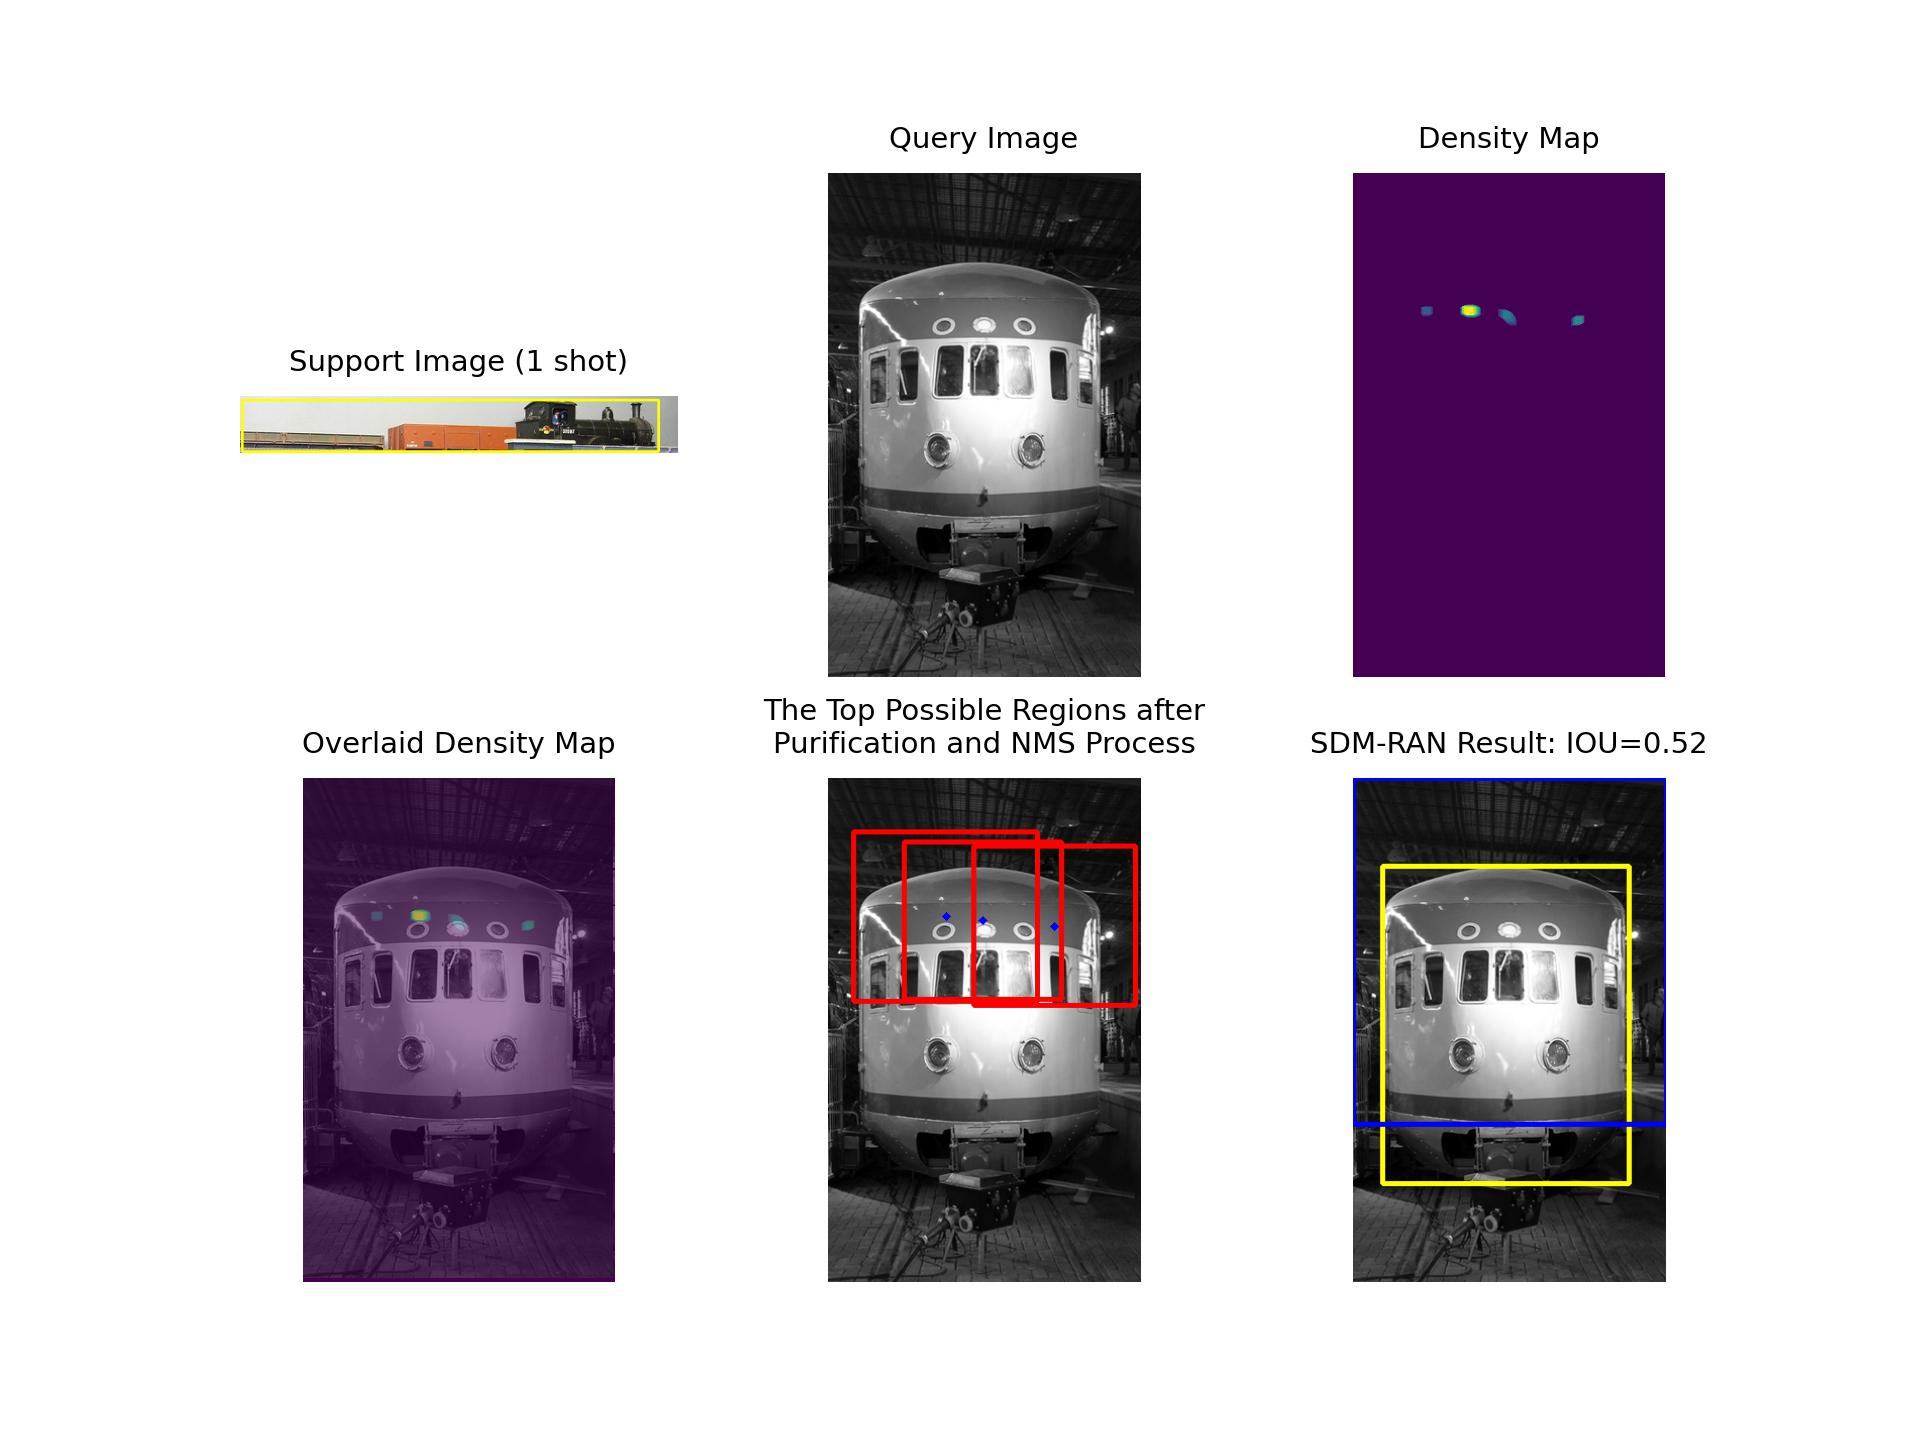 Query Image
Density Map
Support Image (1 shot)
The Top Possible Regions after
Purification and NMS Process
Overlaid Density Map
SDM-RAN Result: IOU=0.52